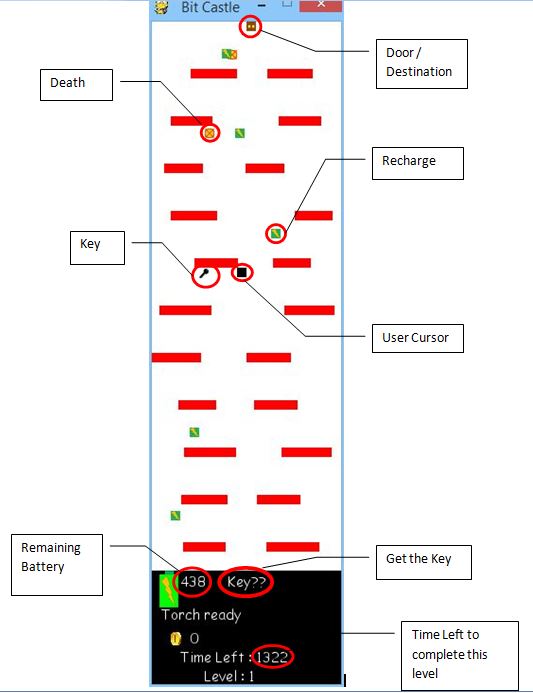 Bit Castle
Door /
Destination
Death
Recharge
Key
User Cursor
Remaining
Battery
438 Key??
Get the Key
Torch ready
0
Time Left : 1322
Level : 1
Time Left to
complete this
level